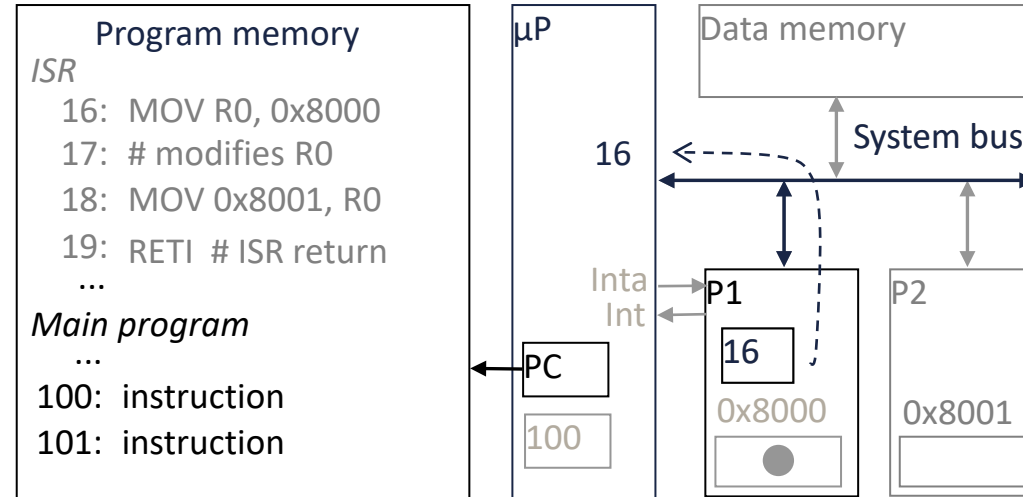 Program memory
ISR
16: MOV R0, 0x8000
17: # modifies R0
18: MOV 0x8001, R0
19: RETI # ISR return
...
Main program
...
100: instruction
101: instruction
µP
16
Inta
Int
PC
100
Data memory
System bus
P1
16
0x8000
P2
0x8001